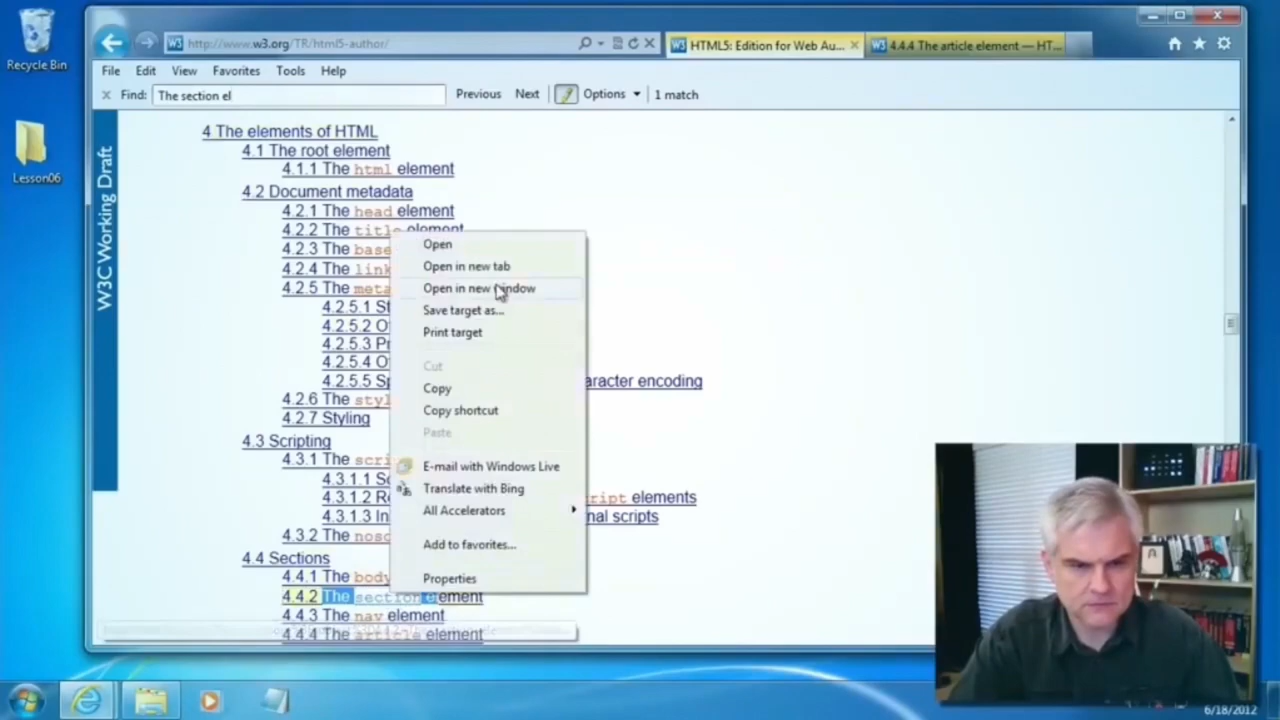 Recycle Bin
Lesson06
http://www.w3.org/TR/html5-author/
HTML5: Edition for Web Au...
4.4.4 The article element — HT...
File Edit View Favorites Tools Help
Find: The section el Previous Next Options 1 match
W3C Working Draft
4 The elements of HTML
4.1 The root element
4.1.1 The html element
4.2 Document metadata
4.2.1 The head element
4.2.2 The title element
4.2.3 The base
4.2.4 The link
4.2.5 The meta
4.2.5.1 St
4.2.5.2 O
4.2.5.3 Pr
4.2.5.4 O
4.2.5.5 Sp aracter encoding
4.2.6 The styl
4.2.7 Styling
4.3 Scripting
4.3.1 The scri
4.3.1.1 Sc
4.3.1.2 R ript elements
4.3.1.3 In nal scripts
4.3.2 The nosc
4.4 Sections
4.4.1 The body
4.4.2 The section element
4.4.3 The nav element
4.4.4 The article element
Open
Open in new tab
Open in new window
Save target as...
Print target
Cut
Copy
Copy shortcut
Paste
E-mail with Windows Live
Translate with Bing
All Accelerators
Add to favorites...
Properties
6/18/2012